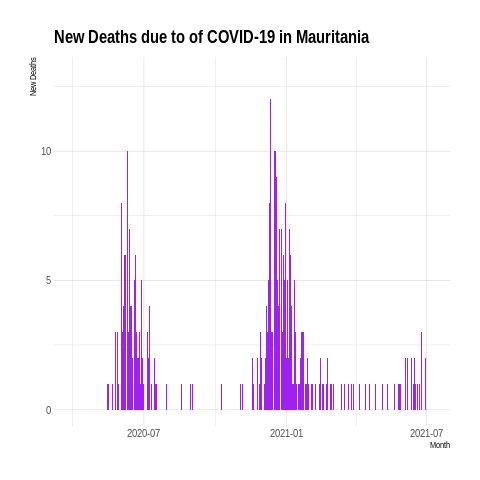 New Deaths due to of COVID-19 in Mauritania
New Deaths
10
5
0
2020-07
2021-01
2021-07
Month